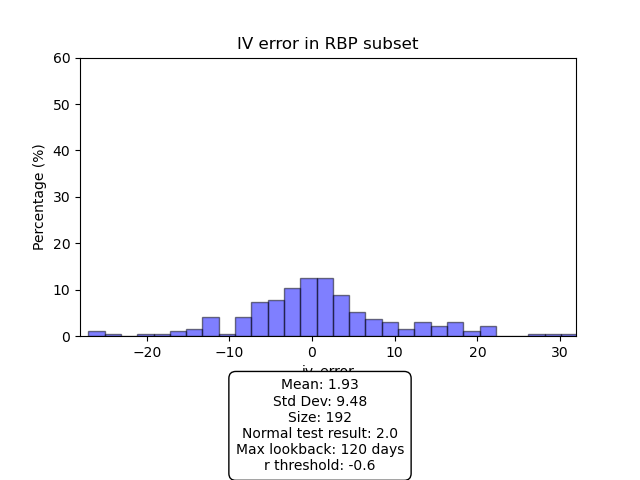 IV error in RBP subset
60
50
40
30
20
10
0
Percentage (%)
−20
−10
0
10
20
30
iv_error
Mean: 1.93
Std Dev: 9.48
Size: 192
Normal test result: 2.0
Max lookback: 120 days
r threshold: -0.6